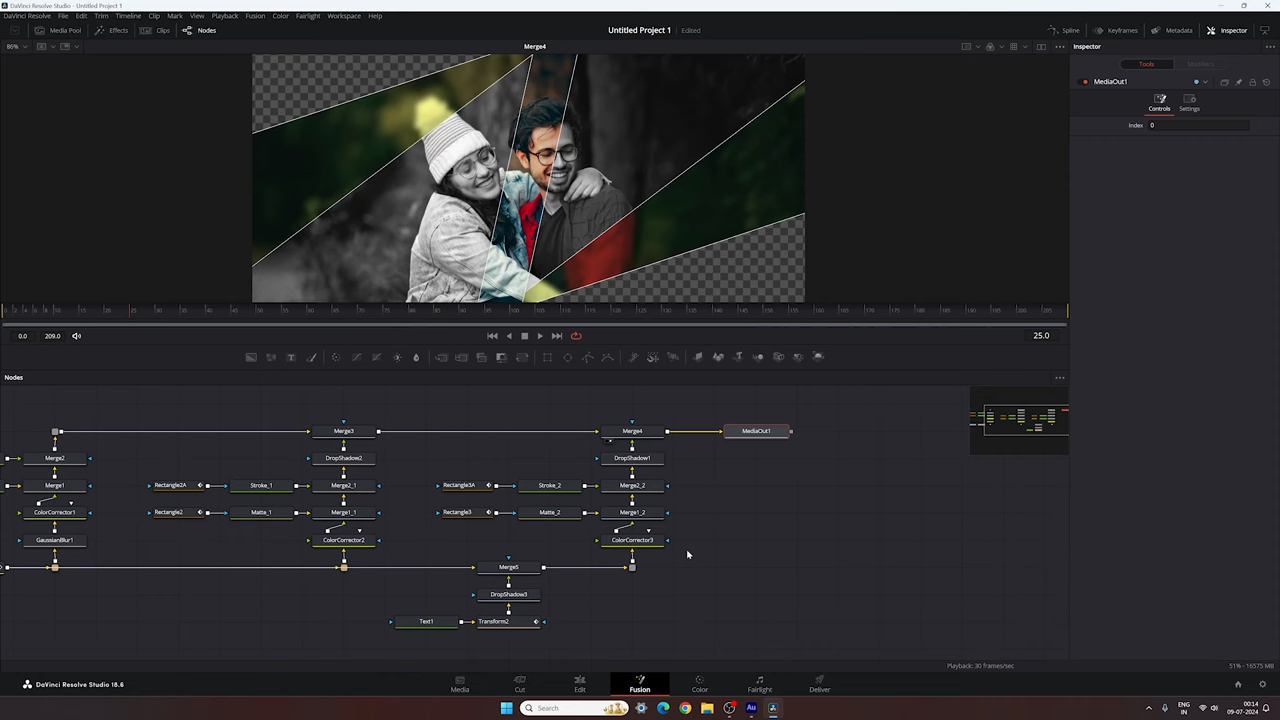 DaVinci Resolve Studio - Untitled Project 1
DaVinci Resolve File Edit Trim Timeline Clip Mark View Playback Fusion Color Fairlight Workspace Help
Media Pool Effects Clips Nodes Untitled Project 1 Edited Spline Keyframes Metadata Inspector
86% Merge4 Inspector
Tools Modifiers
MediaOut1
Controls Settings
Index 0
0.0 209.0 25.0
Nodes
Merge3 Merge4 MediaOut1
Merge2 DropShadow2 DropShadow1
Merge1 Rectangle2A Stroke_1 Merge2_1 Rectangle3A Stroke_2 Merge2_2
ColorCorrector1 Rectangle2 Matte_1 Merge1_1 Rectangle3 Matte_2 Merge1_2
GaussianBlur1 ColorCorrector2 ColorCorrector3
Merge5
DropShadow3
Text1 Transform2
Playback: 30 frames/sec 51% - 16575 MB
DaVinci Resolve Studio 18.6 Media Cut Edit Fusion Color Fairlight Deliver
Search ENG IN 00:14 09-07-2024